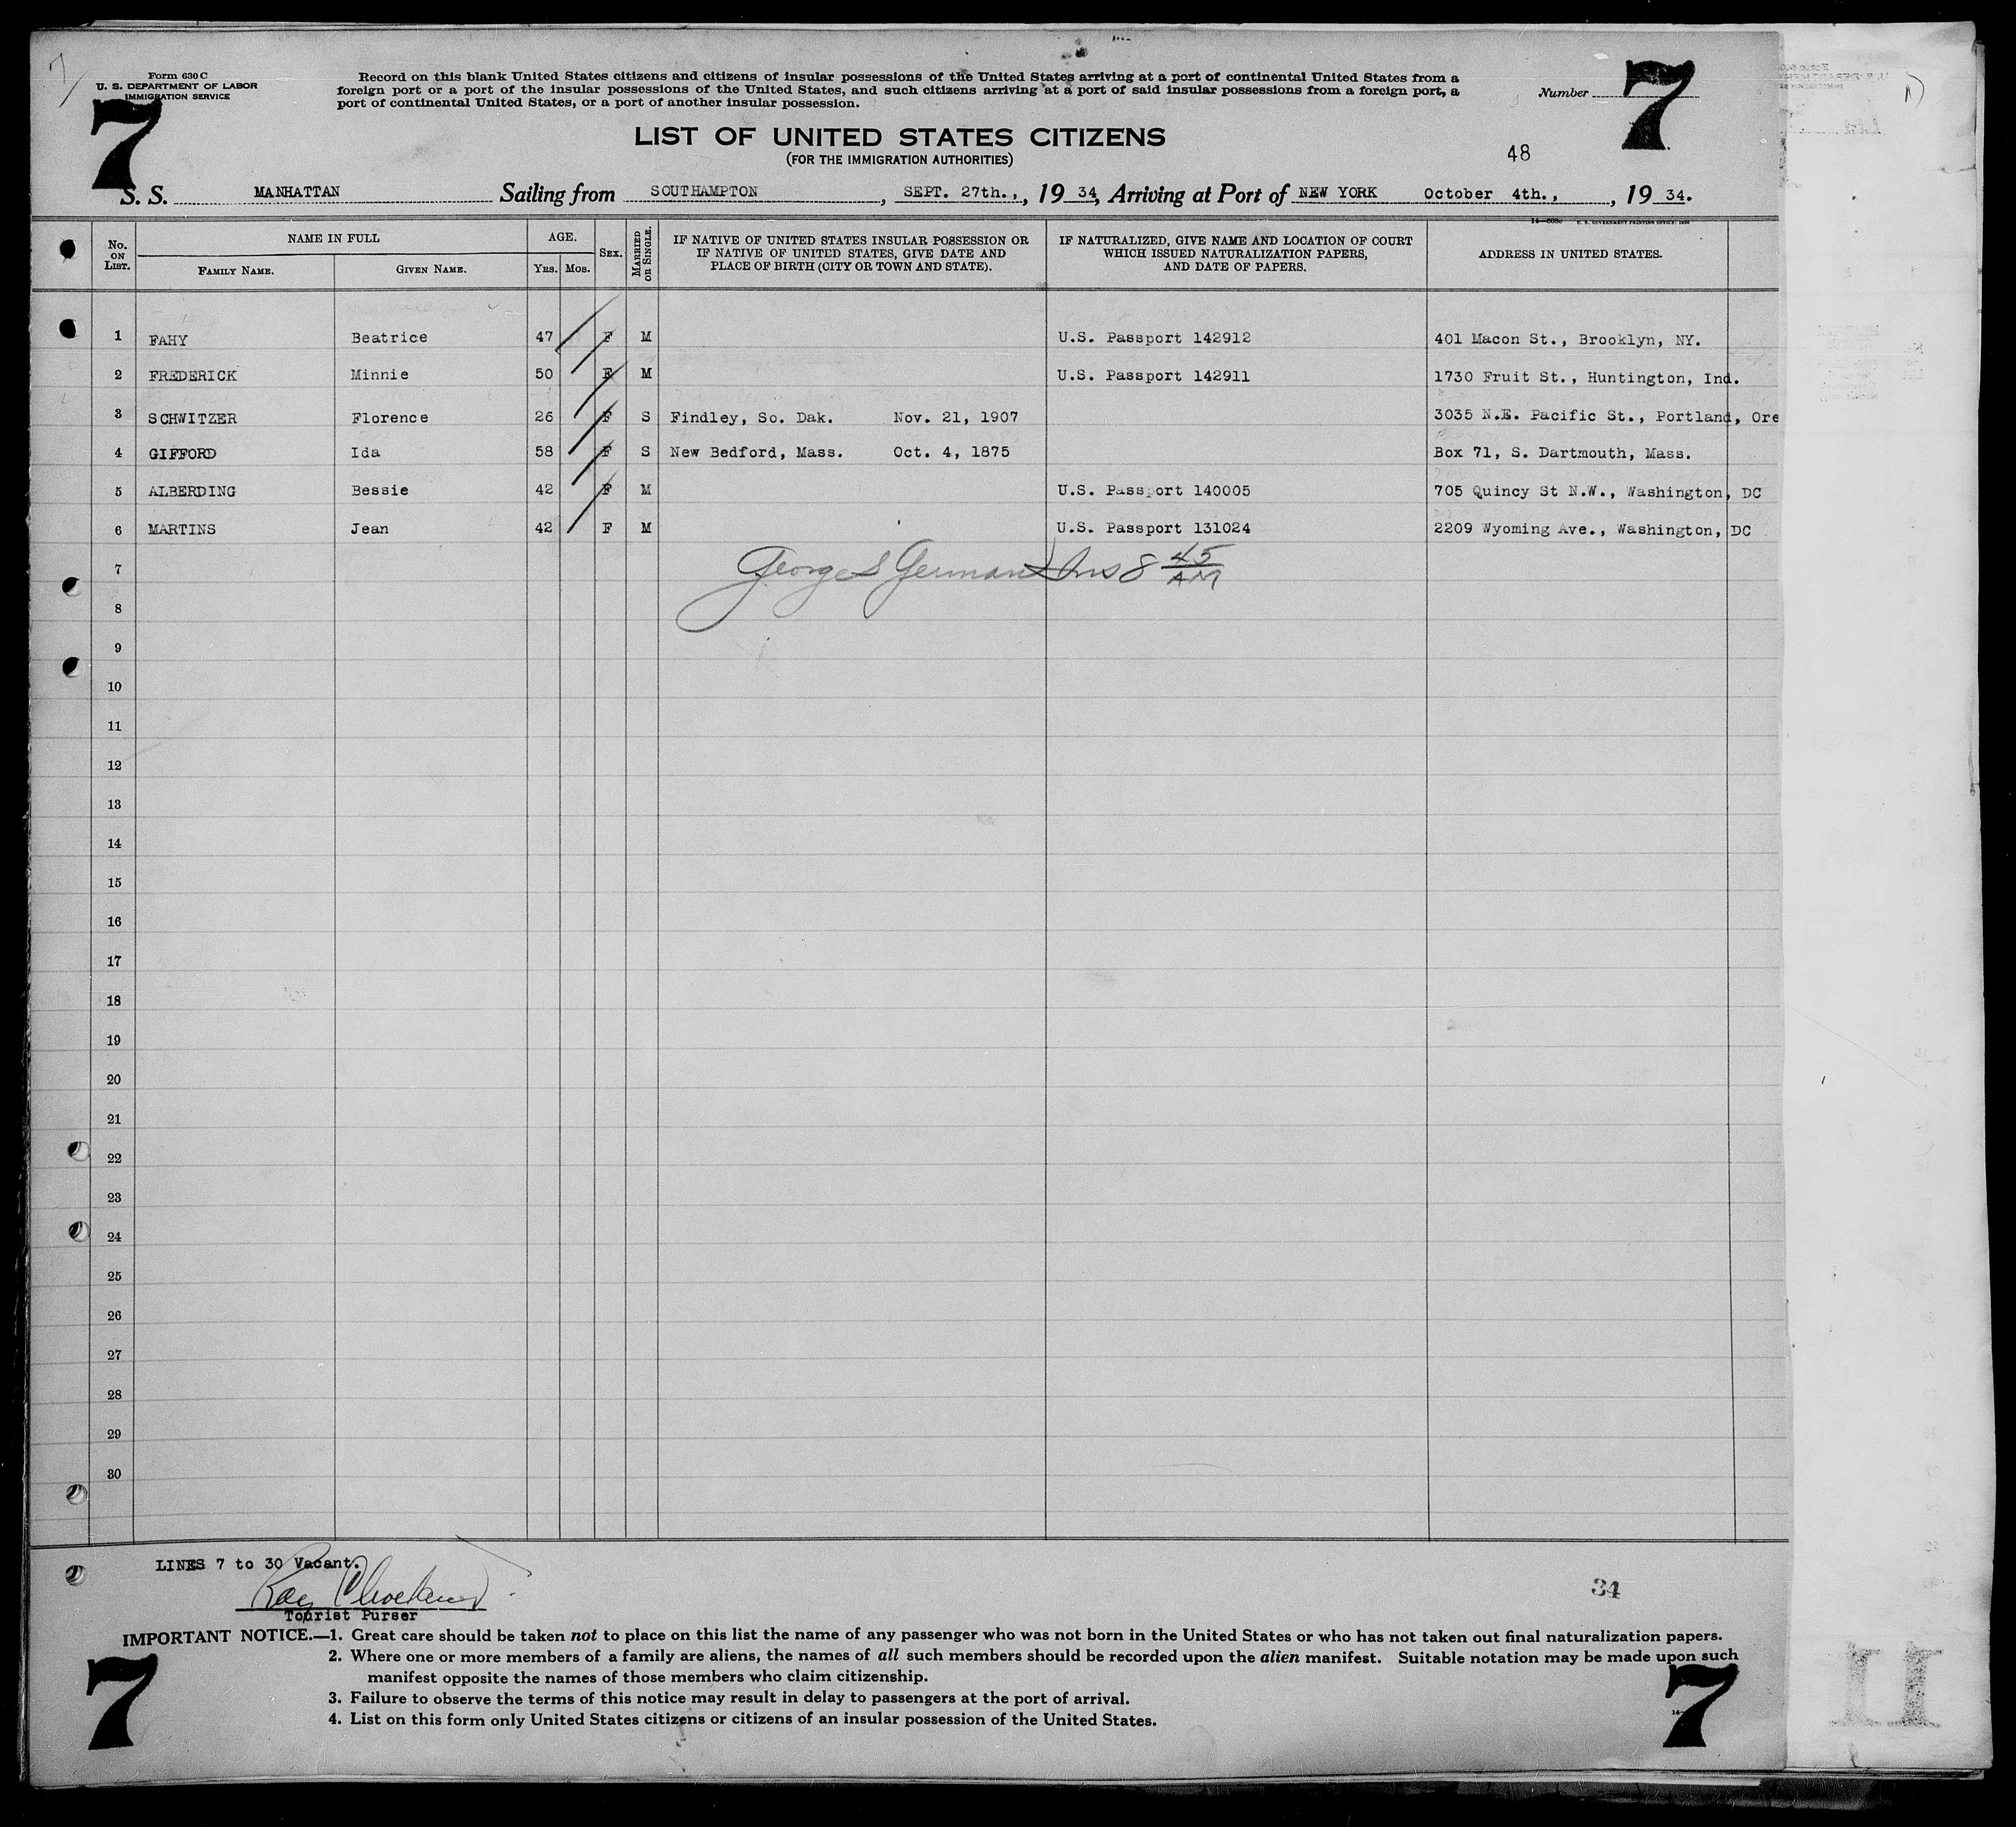 Form 630 C
U. S. DEPARTMENT OF LABOR
IMMIGRATION SERVICE
Record on this blank United States citizens and citizens of insular possessions of the United States arriving at a port of continental United States from a
foreign port or a port of the insular possessions of the United States, and such citizens arriving at a port of said insular possessions from a foreign port, a
port of continental United States, or a port of another insular possession.
Number
7
7
LIST OF UNITED STATES CITIZENS
(FOR THE IMMIGRATION AUTHORITIES)
48
S. S. MANHATTAN Sailing from SOUTHAMPTON, SEPT. 27th., , 19 34, Arriving at Port of NEW YORK October 4th., , 19 34.
No. ON LIST. NAME IN FULL AGE. SEX. MARRIED OR SINGLE. IF NATIVE OF UNITED STATES INSULAR POSSESSION OR IF NATIVE OF UNITED STATES, GIVE DATE AND PLACE OF BIRTH (CITY OR TOWN AND STATE). IF NATURALIZED, GIVE NAME AND LOCATION OF COURT WHICH ISSUED NATURALIZATION PAPERS, AND DATE OF PAPERS. ADDRESS IN UNITED STATES.
FAMILY NAME. GIVEN NAME. YRS. MOS.
1 FAHY Beatrice 47 F M U.S. Passport 142912 401 Macon St., Brooklyn, NY.
2 FREDERICK Minnie 50 F M U.S. Passport 142911 1730 Fruit St., Huntington, Ind.
3 SCHWITZER Florence 26 F S Findley, So. Dak. Nov. 21, 1907 3035 N.E. Pacific St., Portland, Ore
4 GIFFORD Ida 58 F S New Bedford, Mass. Oct. 4, 1875 Box 71, S. Dartmouth, Mass.
5 ALBERDING Bessie 42 F M U.S. Passport 140005 705 Quincy St N.W., Washington, DC
6 MARTINS Jean 42 F M U.S. Passport 131024 2209 Wyoming Ave., Washington, DC
7 George S German Ins 8 45 AM
8
9
10
11
12
13
14
15
16
17
18
19
20
21
22
23
24
25
26
27
28
29
30
LINES 7 to 30 Vacant.
Tourist Purser
34
IMPORTANT NOTICE.—1. Great care should be taken not to place on this list the name of any passenger who was not born in the United States or who has not taken out final naturalization papers.
2. Where one or more members of a family are aliens, the names of all such members should be recorded upon the alien manifest. Suitable notation may be made upon such
manifest opposite the names of those members who claim citizenship.
3. Failure to observe the terms of this notice may result in delay to passengers at the port of arrival.
4. List on this form only United States citizens or citizens of an insular possession of the United States.
7
7
11